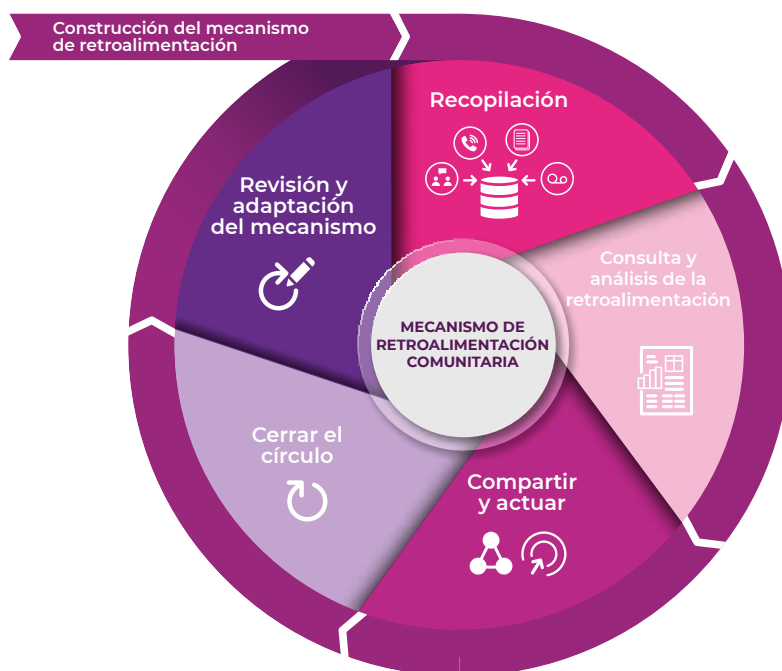 Construcción del mecanismo
de retroalimentación
Recopilación
Consulta y
análisis de la
retroalimentación
Compartir
y actuar
Cerrar el
círculo
Revisión y
adaptación
del mecanismo
MECANISMO DE
RETROALIMENTACIÓN
COMUNITARIA